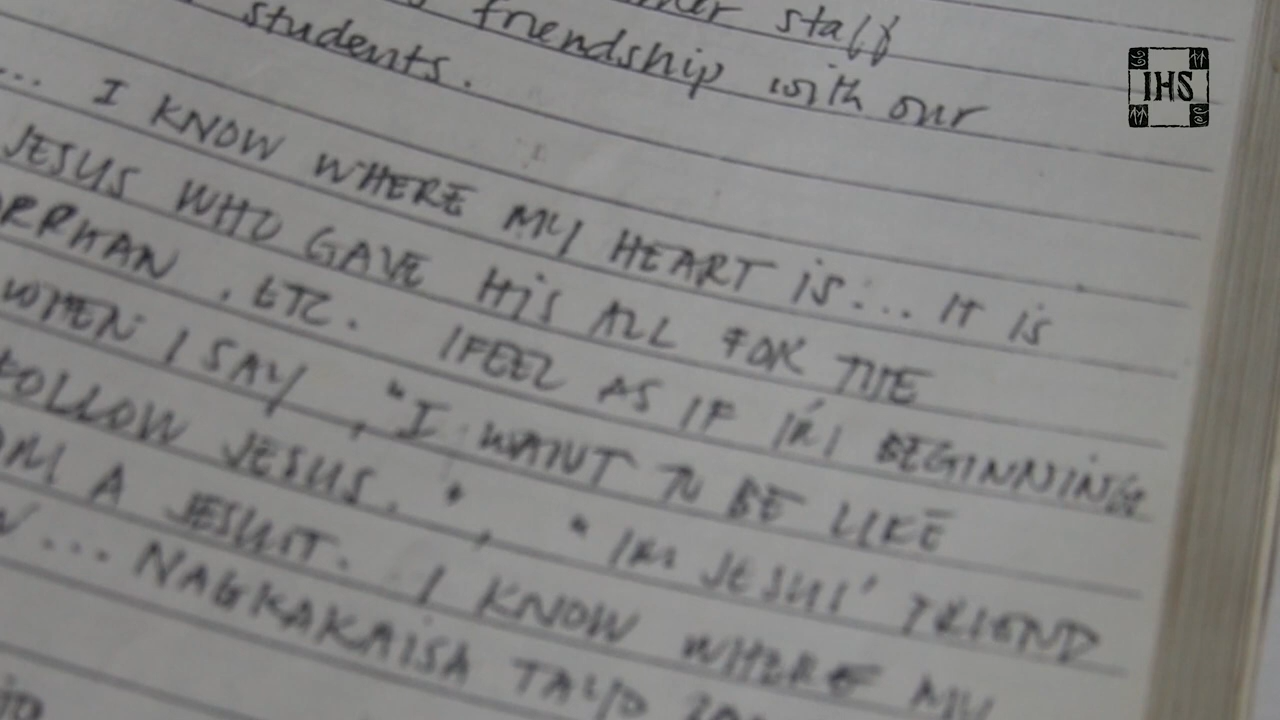 staff
friendship with our
students.
... I KNOW WHERE MY HEART IS... IT IS
JESUS WHO GAVE HIS ALL FOR THE
ETC. I FEEL AS IF I'M BEGINNING
WHEN I SAY, "I WANT TO BE LIKE
FOLLOW JESUS.", "I'M JESUS' FRIEND
AM A JESUIT. I KNOW WHERE MY
... NAGKAKAISA TAYO
IHS